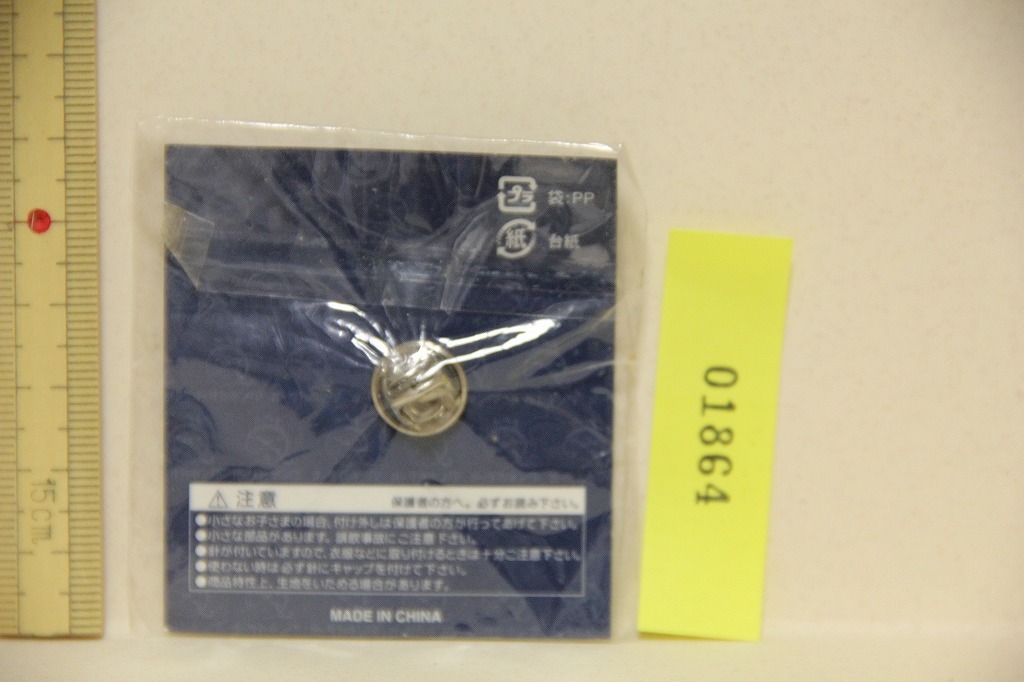 プラ 袋:PP
紙 台紙
注意 保護者の方へ。必ずお読み下さい。
●小さなお子さまの場合、付け外しは保護者の方が行ってあげて下さい。
●小さな部品があります。誤飲事故にご注意下さい。
●針が付いていますので、衣服などに取り付けるときは十分ご注意下さい。
●使わない時は必ず針にキャップを付けて下さい。
●商品特性上、生地をいためる場合があります。
MADE IN CHINA
01864
15cm